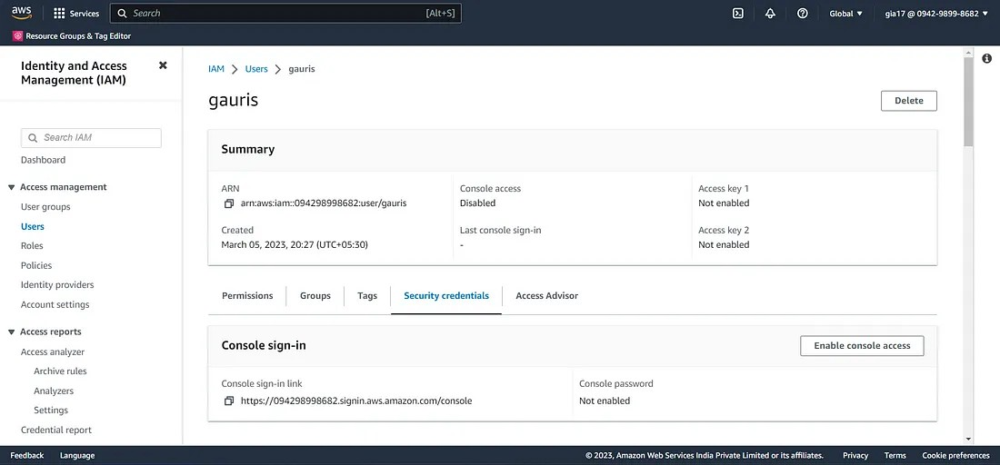 aws Services Search [Alt+S] Global gia17 @ 0942-9899-8682
Resource Groups & Tag Editor
Identity and Access
Management (IAM)
Search IAM
Dashboard
Access management
User groups
Users
Roles
Policies
Identity providers
Account settings
Access reports
Access analyzer
Archive rules
Analyzers
Settings
Credential report
IAM > Users > gauris
gauris
Delete
Summary
ARN
arn:aws:iam::094298998682:user/gauris
Created
March 05, 2023, 20:27 (UTC+05:30)
Console access
Disabled
Last console sign-in
-
Access key 1
Not enabled
Access key 2
Not enabled
Permissions Groups Tags Security credentials Access Advisor
Console sign-in
Enable console access
Console sign-in link
https://094298998682.signin.aws.amazon.com/console
Console password
Not enabled
Feedback Language © 2023, Amazon Web Services India Private Limited or its affiliates. Privacy Terms Cookie preferences